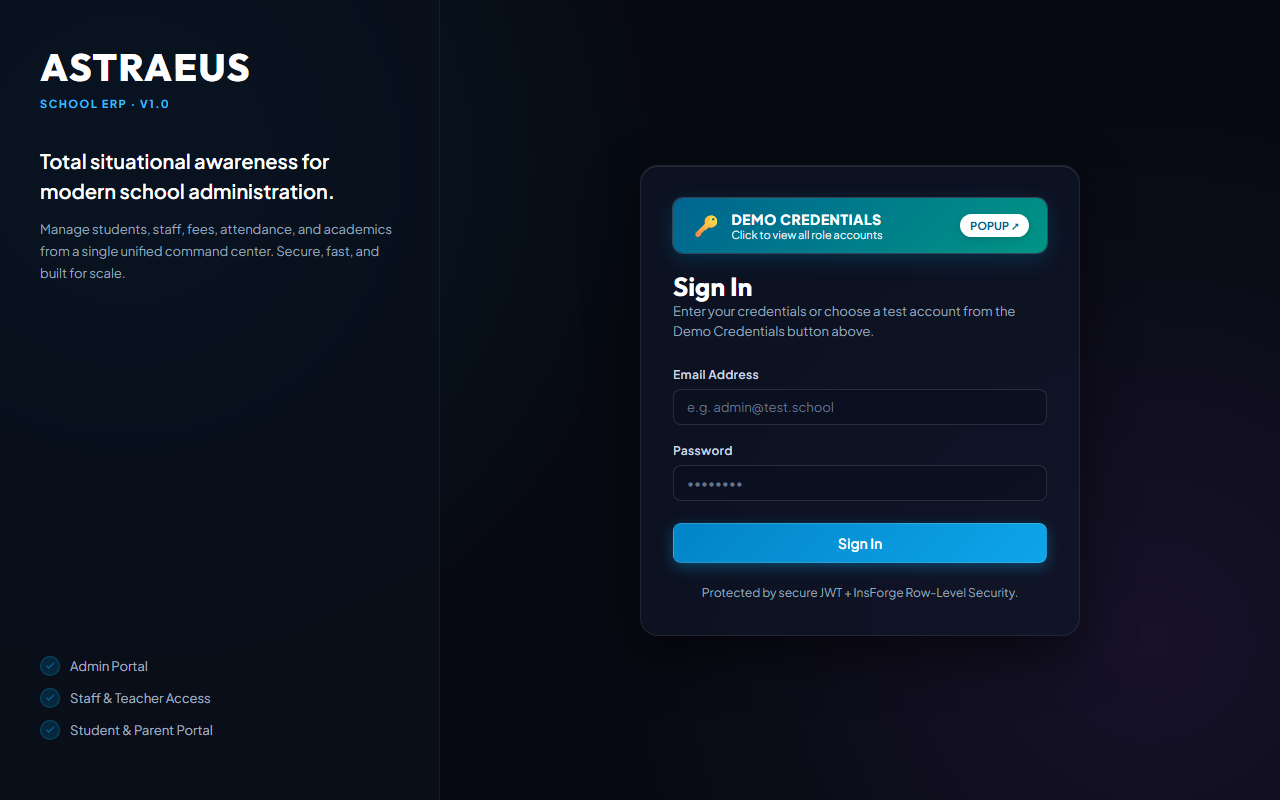 ASTRAEUS
SCHOOL ERP · V1.0
Total situational awareness for
modern school administration.
Manage students, staff, fees, attendance, and academics
from a single unified command center. Secure, fast, and
built for scale.
Admin Portal
Staff & Teacher Access
Student & Parent Portal
DEMO CREDENTIALS
Click to view all role accounts
POPUP ↗
Sign In
Enter your credentials or choose a test account from the
Demo Credentials button above.
Email Address
e.g. admin@test.school
Password
••••••••
Sign In
Protected by secure JWT + InsForge Row-Level Security.